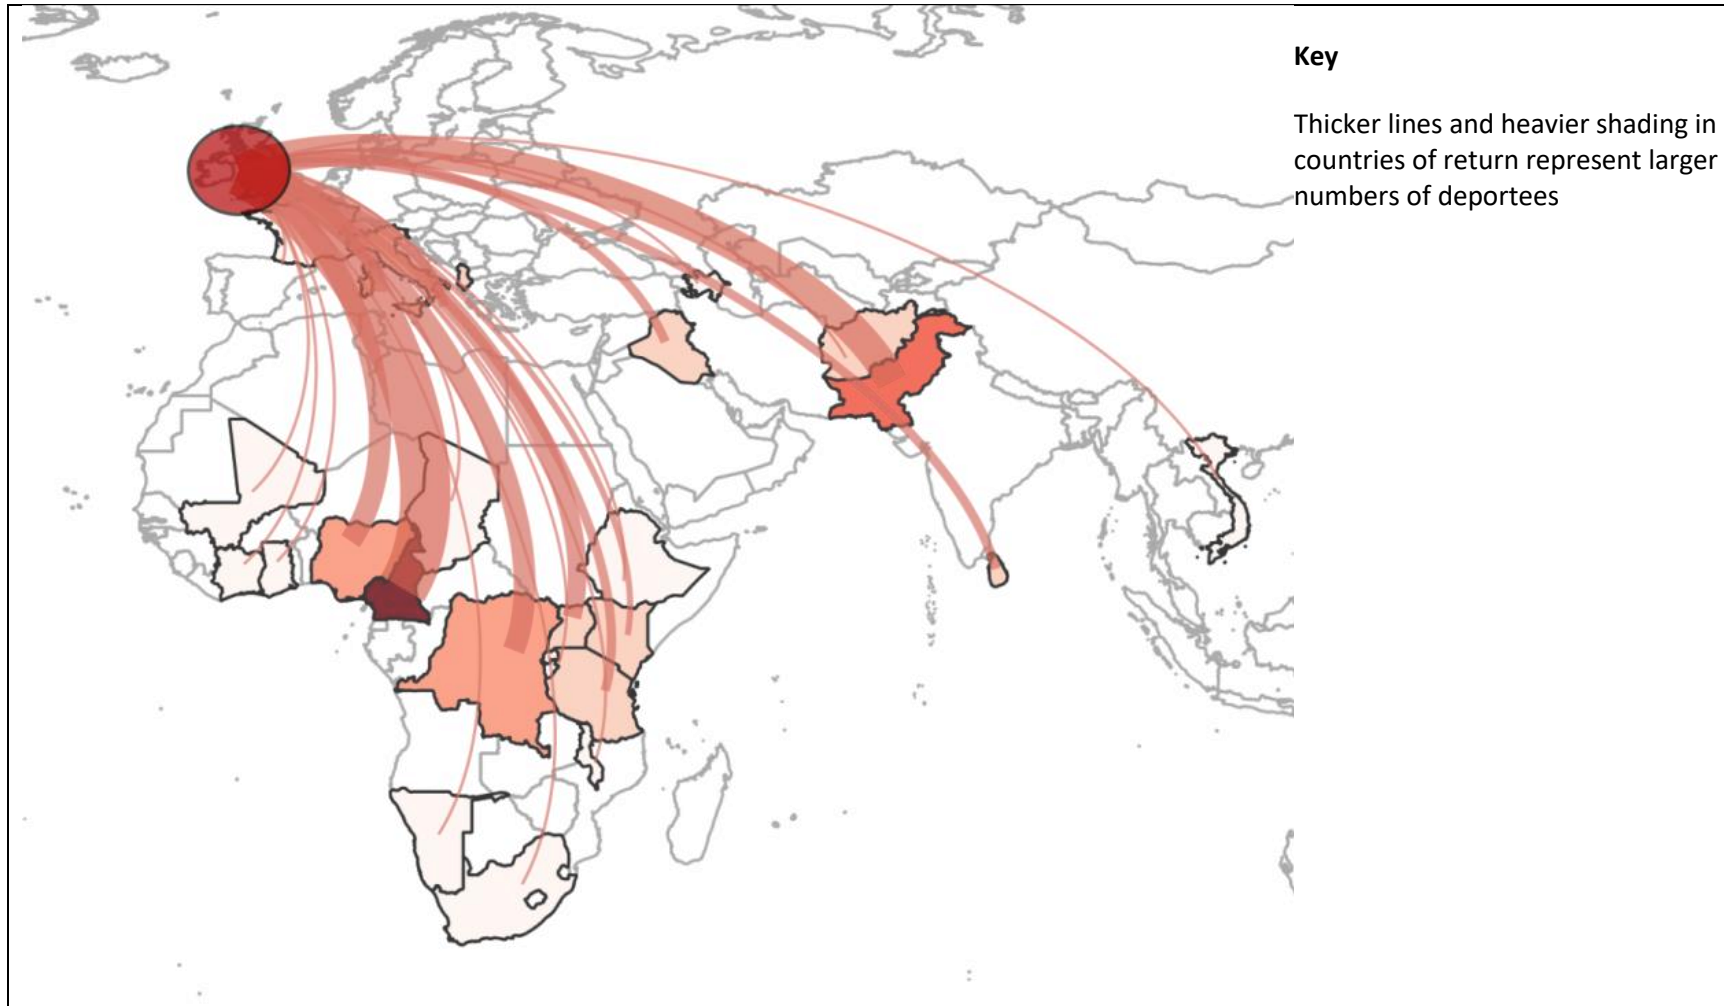 Key
Thicker lines and heavier shading in
countries of return represent larger
numbers of deportees